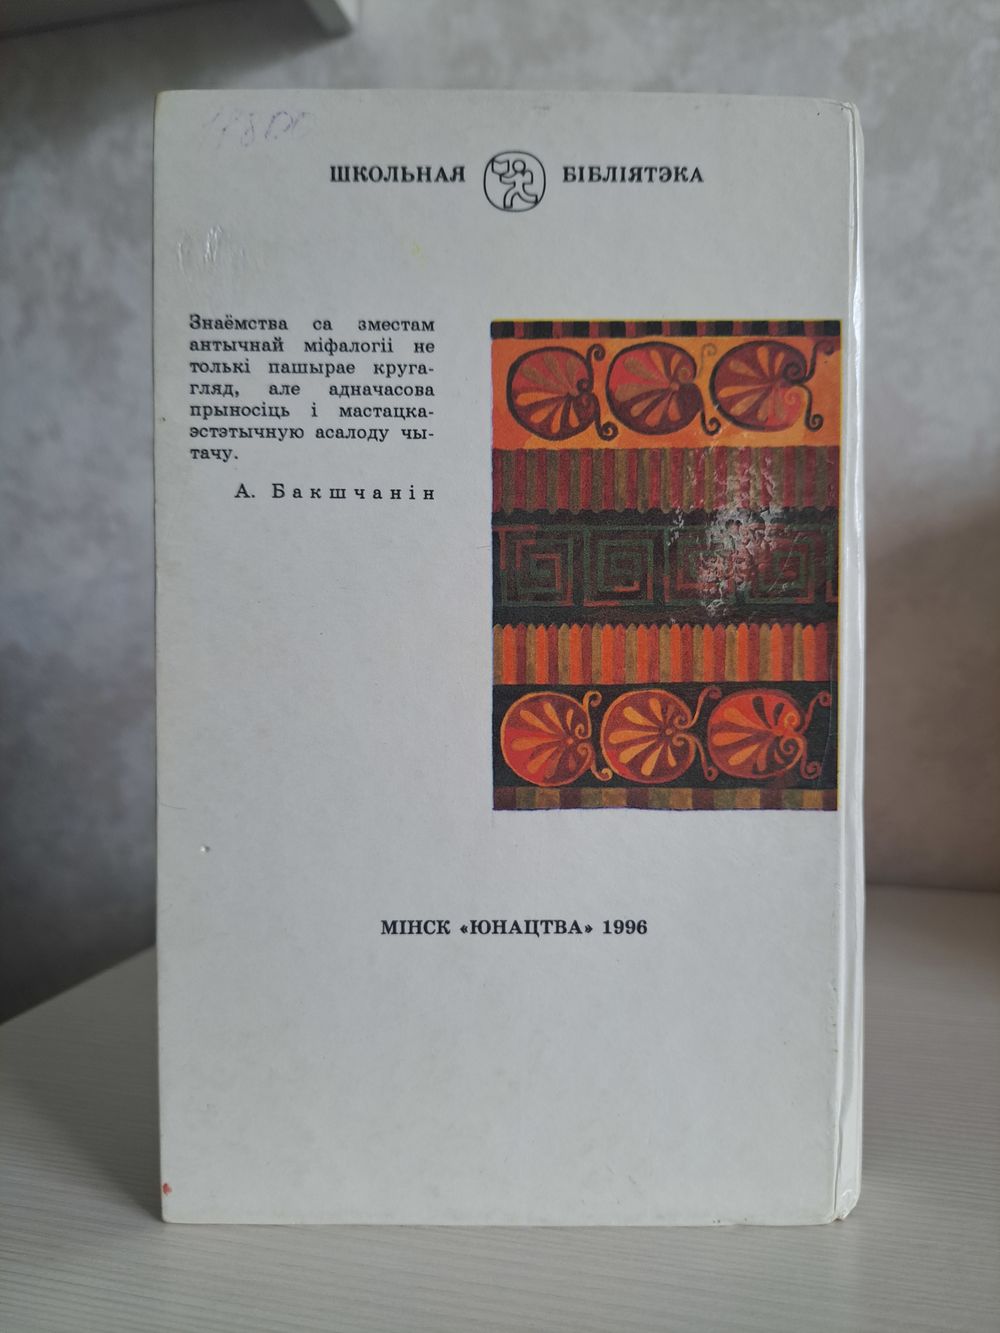 ШКОЛЬНАЯ БІБЛІЯТЭКА
Знаёмства са зместам
антычнай міфалогіі не
толькі пашырае круга-
гляд, але адначасова
прыносіць і мастацка-
эстэтычную асалоду чы-
тачу.
А. Бакшчанін
МІНСК «ЮНАЦТВА» 1996